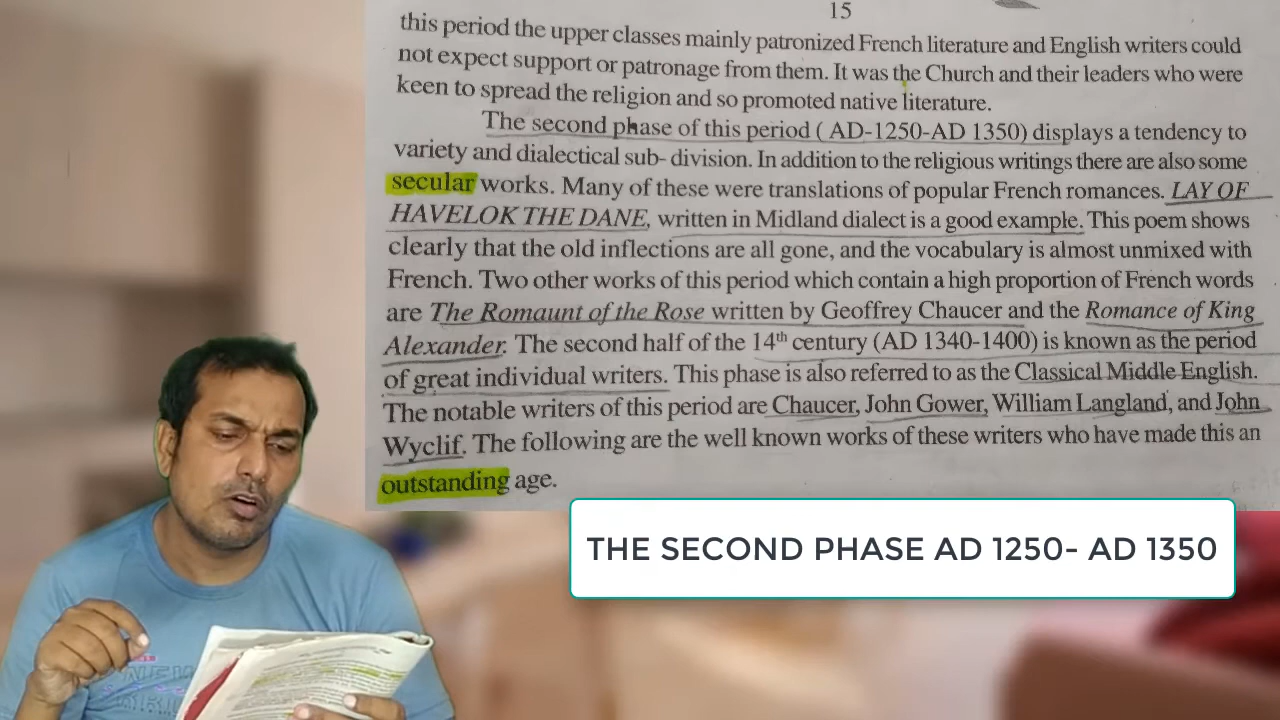 15
this period the upper classes mainly patronized French literature and English writers could
not expect support or patronage from them. It was the Church and their leaders who were
keen to spread the religion and so promoted native literature.
The second phase of this period ( AD-1250-AD 1350) displays a tendency to
variety and dialectical sub- division. In addition to the religious writings there are also some
secular works. Many of these were translations of popular French romances. LAY OF
HAVELOK THE DANE, written in Midland dialect is a good example. This poem shows
clearly that the old inflections are all gone, and the vocabulary is almost unmixed with
French. Two other works of this period which contain a high proportion of French words
are The Romaunt of the Rose written by Geoffrey Chaucer and the Romance of King
Alexander. The second half of the 14th century (AD 1340-1400) is known as the period
of great individual writers. This phase is also referred to as the Classical Middle English.
The notable writers of this period are Chaucer, John Gower, William Langland, and John
Wyclif. The following are the well known works of these writers who have made this an
outstanding age.
THE SECOND PHASE AD 1250- AD 1350